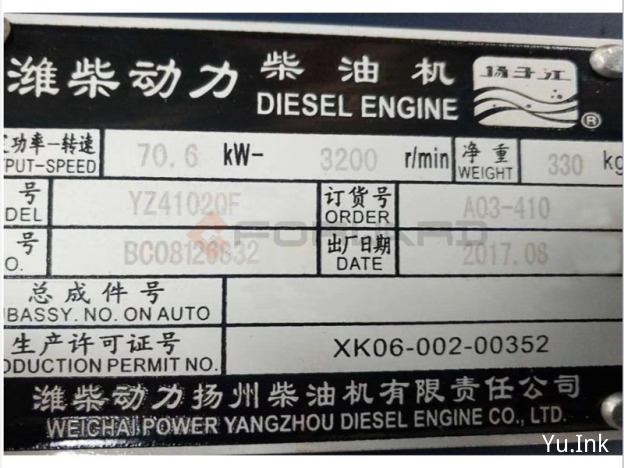 潍柴动力 柴油机 扬子江
DIESEL ENGINE ®
功率-转速 70.6 kW- 3200 r/min 净重 330 kg
TPUT-SPEED WEIGHT
号 YZ4102QF 订货号 A03-410
DEL ORDER
号 BC08126832 出厂日期 2017.08
O. DATE
总成件号
BASSY. NO. ON AUTO
生产许可证号 XK06-002-00352
ODUCTION PERMIT NO.
潍柴动力扬州柴油机有限责任公司
WEICHAI POWER YANGZHOU DIESEL ENGINE CO., LTD.
Yu.Ink